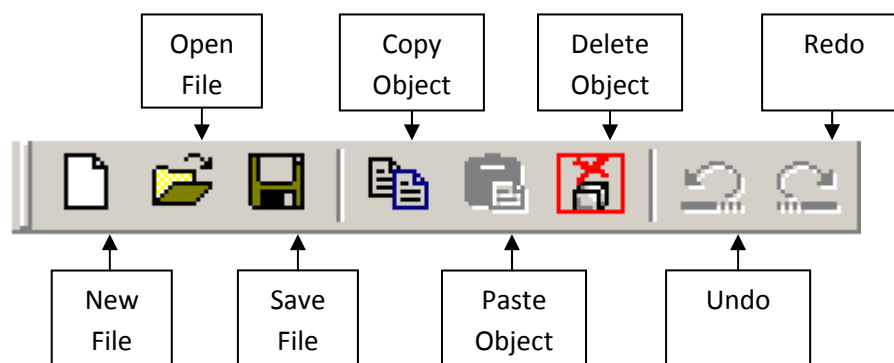 Open
File
Copy
Object
Delete
Object
Redo
New
File
Save
File
Paste
Object
Undo